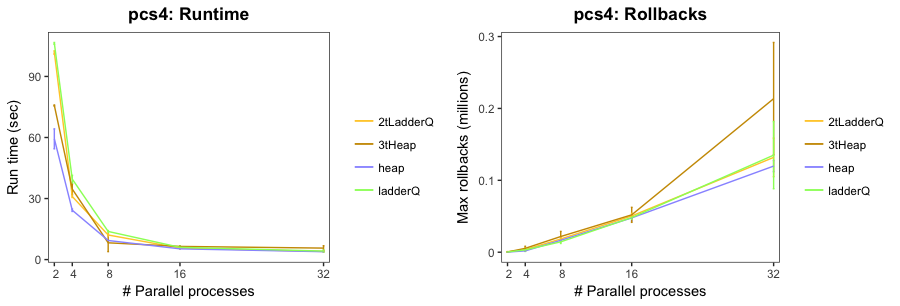 pcs4: Runtime
Run time (sec)
90
60
30
0
2 4 8 16 32
# Parallel processes
2tLadderQ
3tHeap
heap
ladderQ
pcs4: Rollbacks
Max rollbacks (millions)
0.3
0.2
0.1
0
2 4 8 16 32
# Parallel processes
2tLadderQ
3tHeap
heap
ladderQ